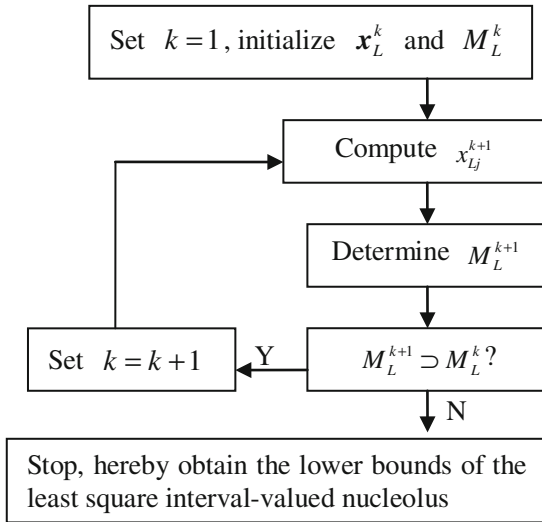 Set k = 1, initialize x_L^k and M_L^k
Compute x_{Lj}^{k+1}
Determine M_L^{k+1}
Set k = k + 1
Y
M_L^{k+1} ⊃ M_L^k ?
N
Stop, hereby obtain the lower bounds of the
least square interval-valued nucleolus